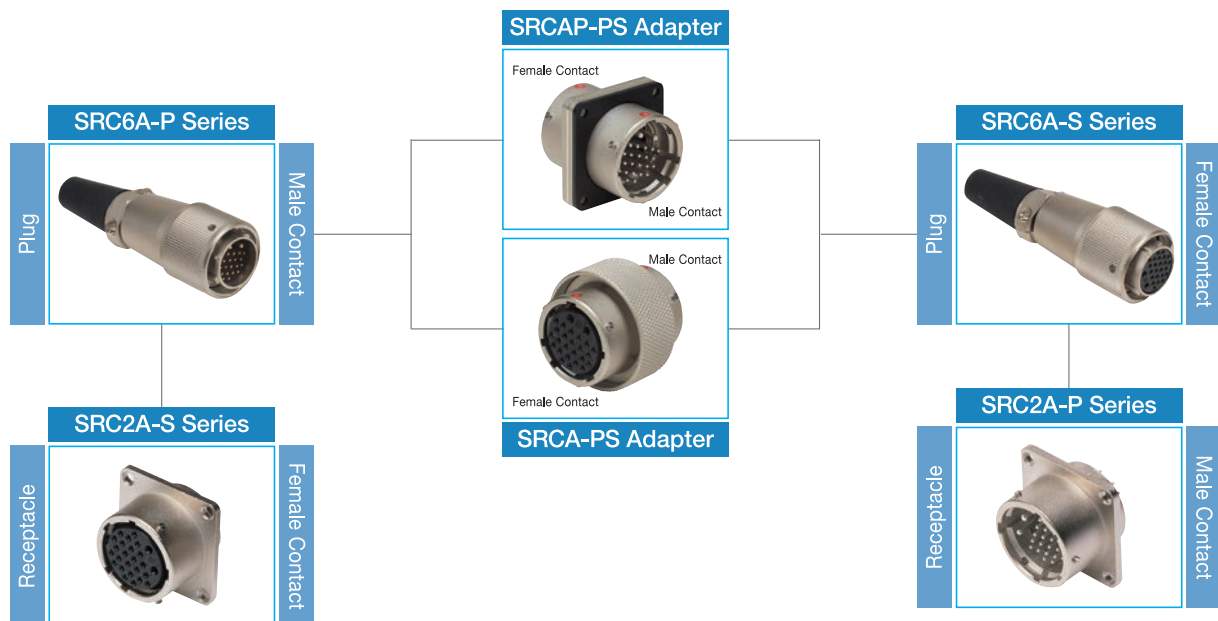 SRCAP-PS Adapter
Female Contact
Male Contact
SRC6A-P Series
Plug
Male Contact
SRC6A-S Series
Plug
Female Contact
Male Contact
Female Contact
SRCA-PS Adapter
SRC2A-S Series
Receptacle
Female Contact
SRC2A-P Series
Receptacle
Male Contact